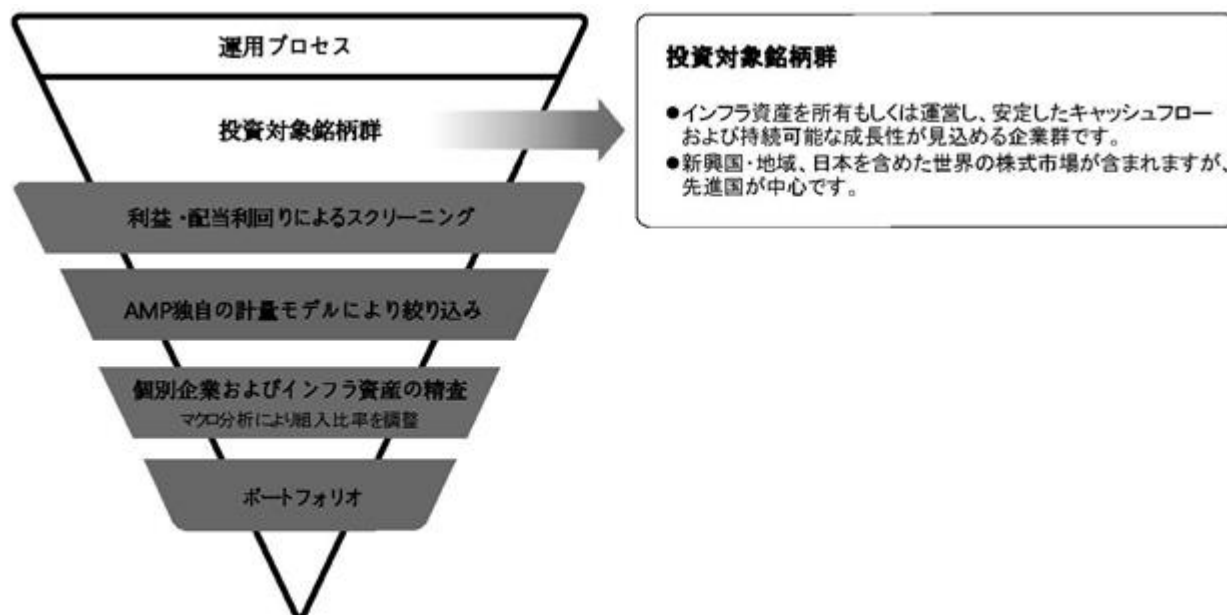 運用プロセス
投資対象銘柄群
利益・配当利回りによるスクリーニング
AMP独自の計量モデルにより絞り込み
個別企業およびインフラ資産の精査
マクロ分析により組入比率を調整
ポートフォリオ
投資対象銘柄群
●インフラ資産を所有もしくは運営し、安定したキャッシュフロー
および持続可能な成長性が見込める企業群です。
●新興国・地域、日本を含めた世界の株式市場が含まれますが、
先進国が中心です。